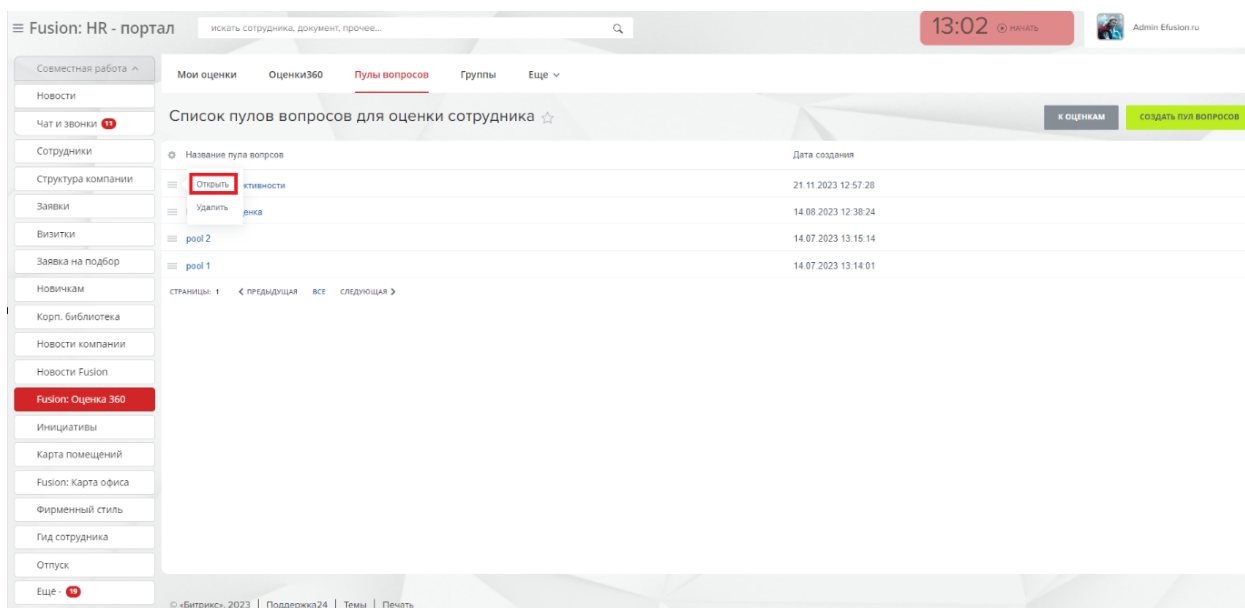 Fusion: HR - портал
искать сотрудника, документ, прочее...
13:02 НАЧАТЬ
Admin Efusion.ru
Совместная работа
Новости
Чат и звонки 11
Сотрудники
Структура компании
Заявки
Визитки
Заявка на подбор
Новичкам
Корп. библиотека
Новости компании
Новости Fusion
Fusion: Оценка 360
Инициативы
Карта помещений
Fusion: Карта офиса
Фирменный стиль
Гид сотрудника
Отпуск
Ещё - 19
Мои оценки Оценки360 Пулы вопросов Группы Еще
Список пулов вопросов для оценки сотрудника
К ОЦЕНКАМ СОЗДАТЬ ПУЛ ВОПРОСОВ
Название пула вопрсов Дата создания
Открыть ктивности 21.11.2023 12:57:28
Удалить енка 14.08.2023 12:38:24
pool 2 14.07.2023 13:15:14
pool 1 14.07.2023 13:14:01
СТРАНИЦЫ: 1 ПРЕДЫДУЩАЯ ВСЕ СЛЕДУЮЩАЯ
© «Битрикс», 2023 | Поддержка24 | Темы | Печать